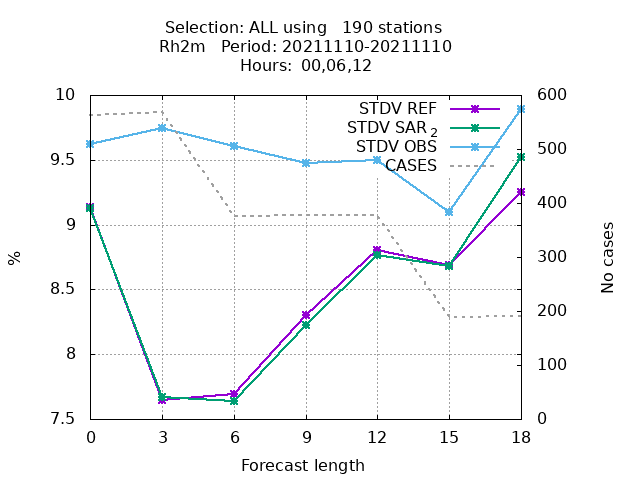 Selection: ALL using   190 stations
Rh2m   Period: 20211110-20211110
Hours:  00,06,12
10
9.5
9
8.5
8
7.5
%
600
500
400
300
200
100
0
No cases
STDV REF
STDV SAR 2
STDV OBS
CASES
0 3 6 9 12 15 18
Forecast length